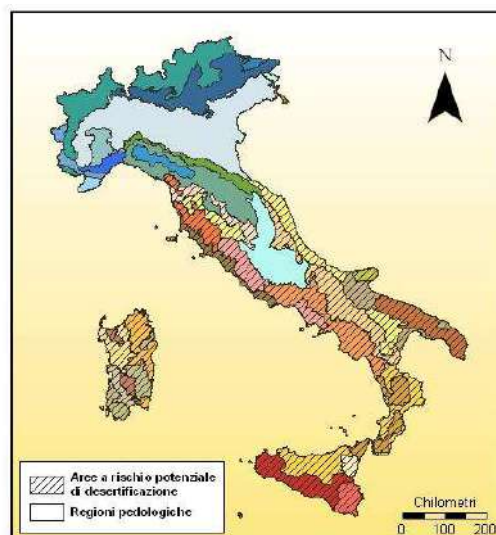 N
Aree a rischio potenziale
di desertificazione
Regioni pedologiche
Chilometri
0 100 200